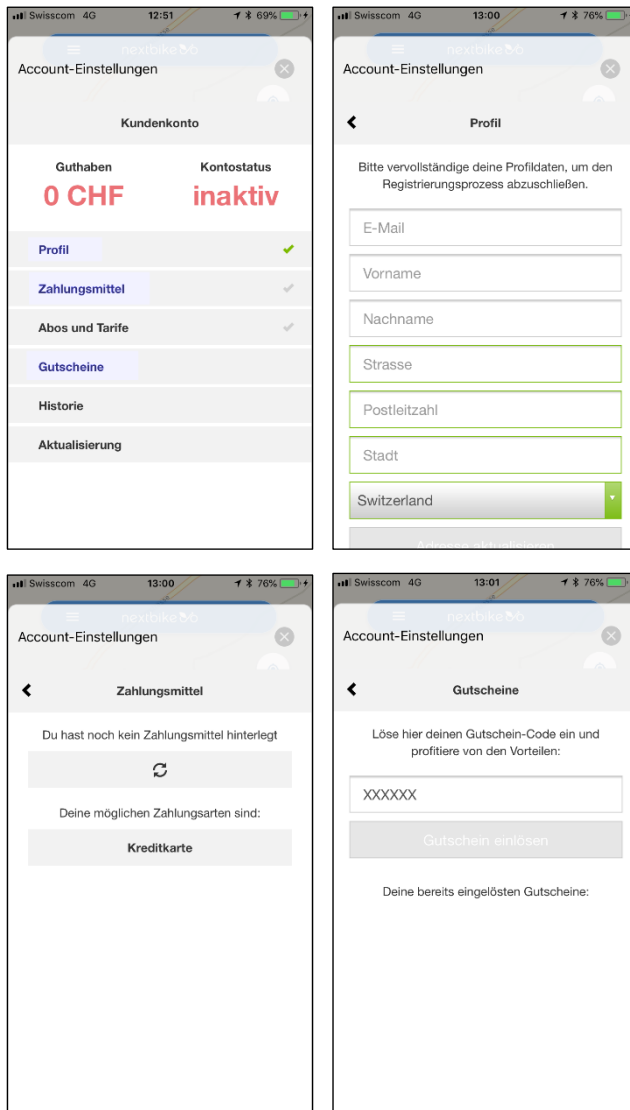 Swisscom 4G 12:51 69%
nextbike
Account-Einstellungen
Kundenkonto
Guthaben Kontostatus
0 CHF inaktiv
Profil
Zahlungsmittel
Abos und Tarife
Gutscheine
Historie
Aktualisierung
Swisscom 4G 13:00 76%
nextbike
Account-Einstellungen
Profil
Bitte vervollständige deine Profildaten, um den
Registrierungsprozess abzuschließen.
E-Mail
Vorname
Nachname
Strasse
Postleitzahl
Stadt
Switzerland
Adresse aktualisieren
Swisscom 4G 13:00 76%
nextbike
Account-Einstellungen
Zahlungsmittel
Du hast noch kein Zahlungsmittel hinterlegt
Deine möglichen Zahlungsarten sind:
Kreditkarte
Swisscom 4G 13:01 76%
nextbike
Account-Einstellungen
Gutscheine
Löse hier deinen Gutschein-Code ein und
profitiere von den Vorteilen:
XXXXXX
Gutschein einlösen
Deine bereits eingelösten Gutscheine: